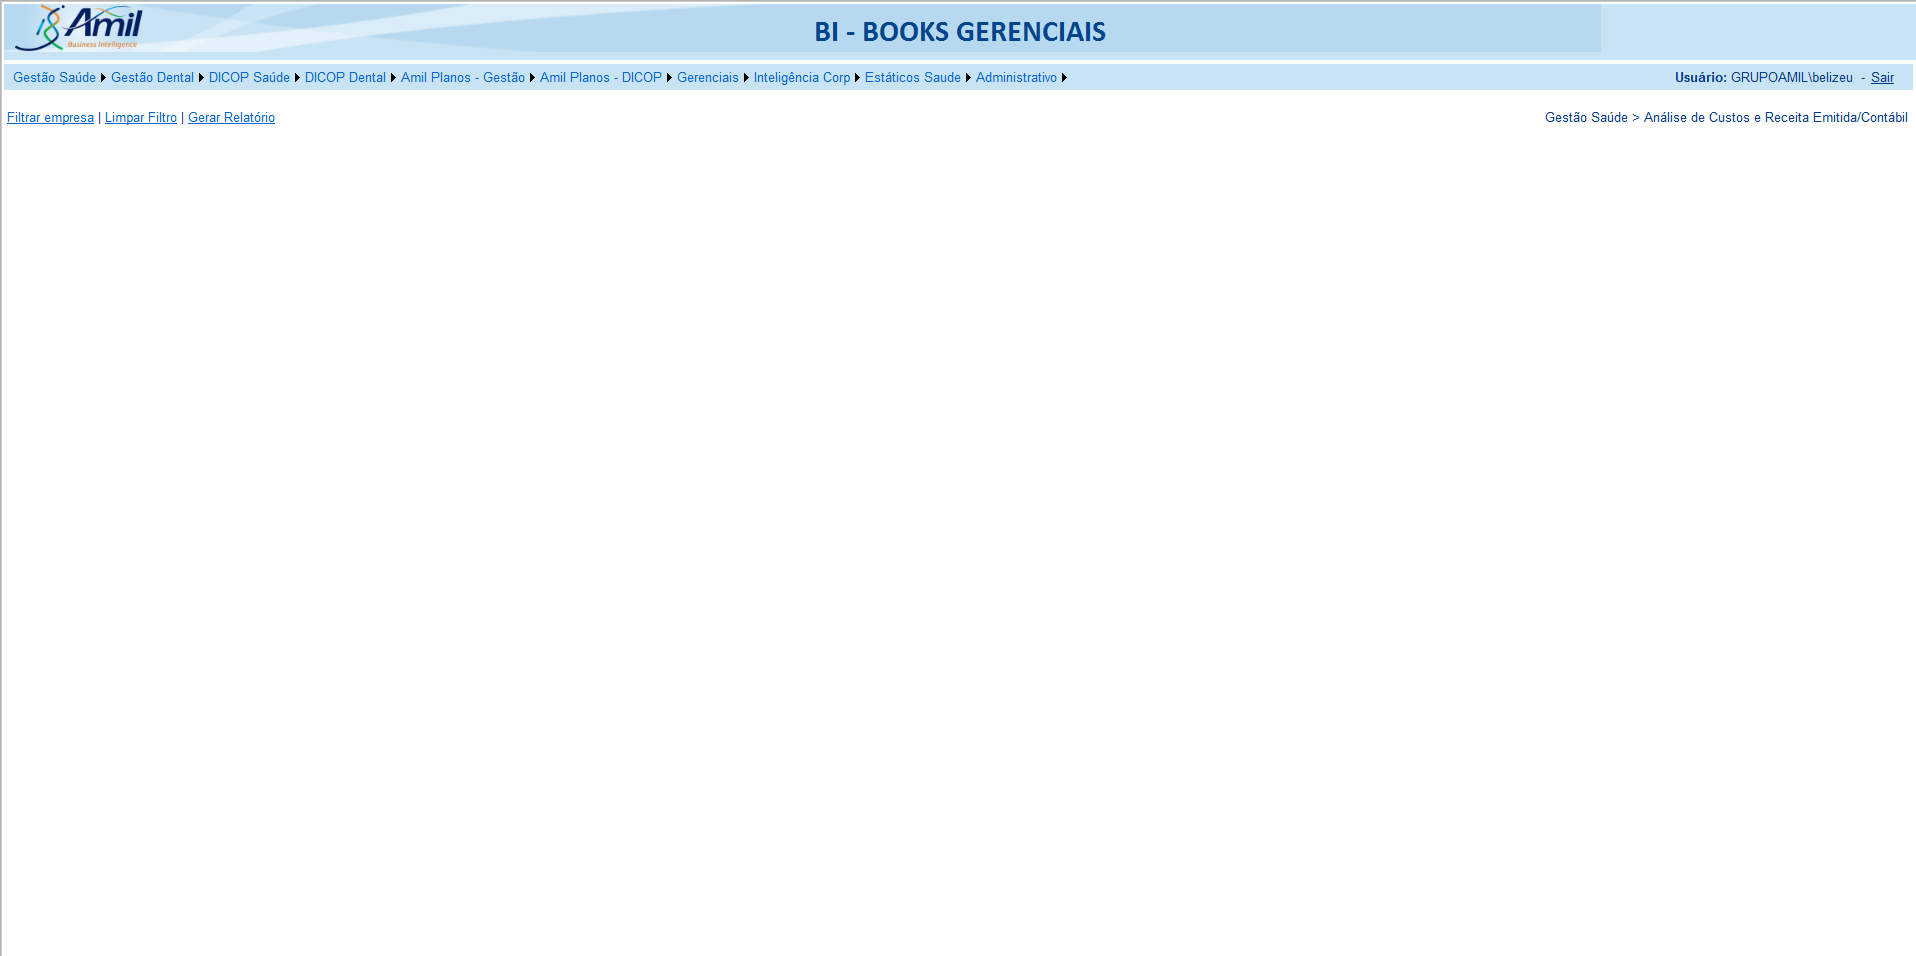 Amil
Business Intelligence
BI - BOOKS GERENCIAIS
Gestão Saúde Gestão Dental DICOP Saúde DICOP Dental Amil Planos - Gestão Amil Planos - DICOP Gerenciais Inteligência Corp Estáticos Saude Administrativo Usuário: GRUPOAMIL\belizeu - Sair
Filtrar empresa | Limpar Filtro | Gerar Relatório Gestão Saúde > Análise de Custos e Receita Emitida/Contábil